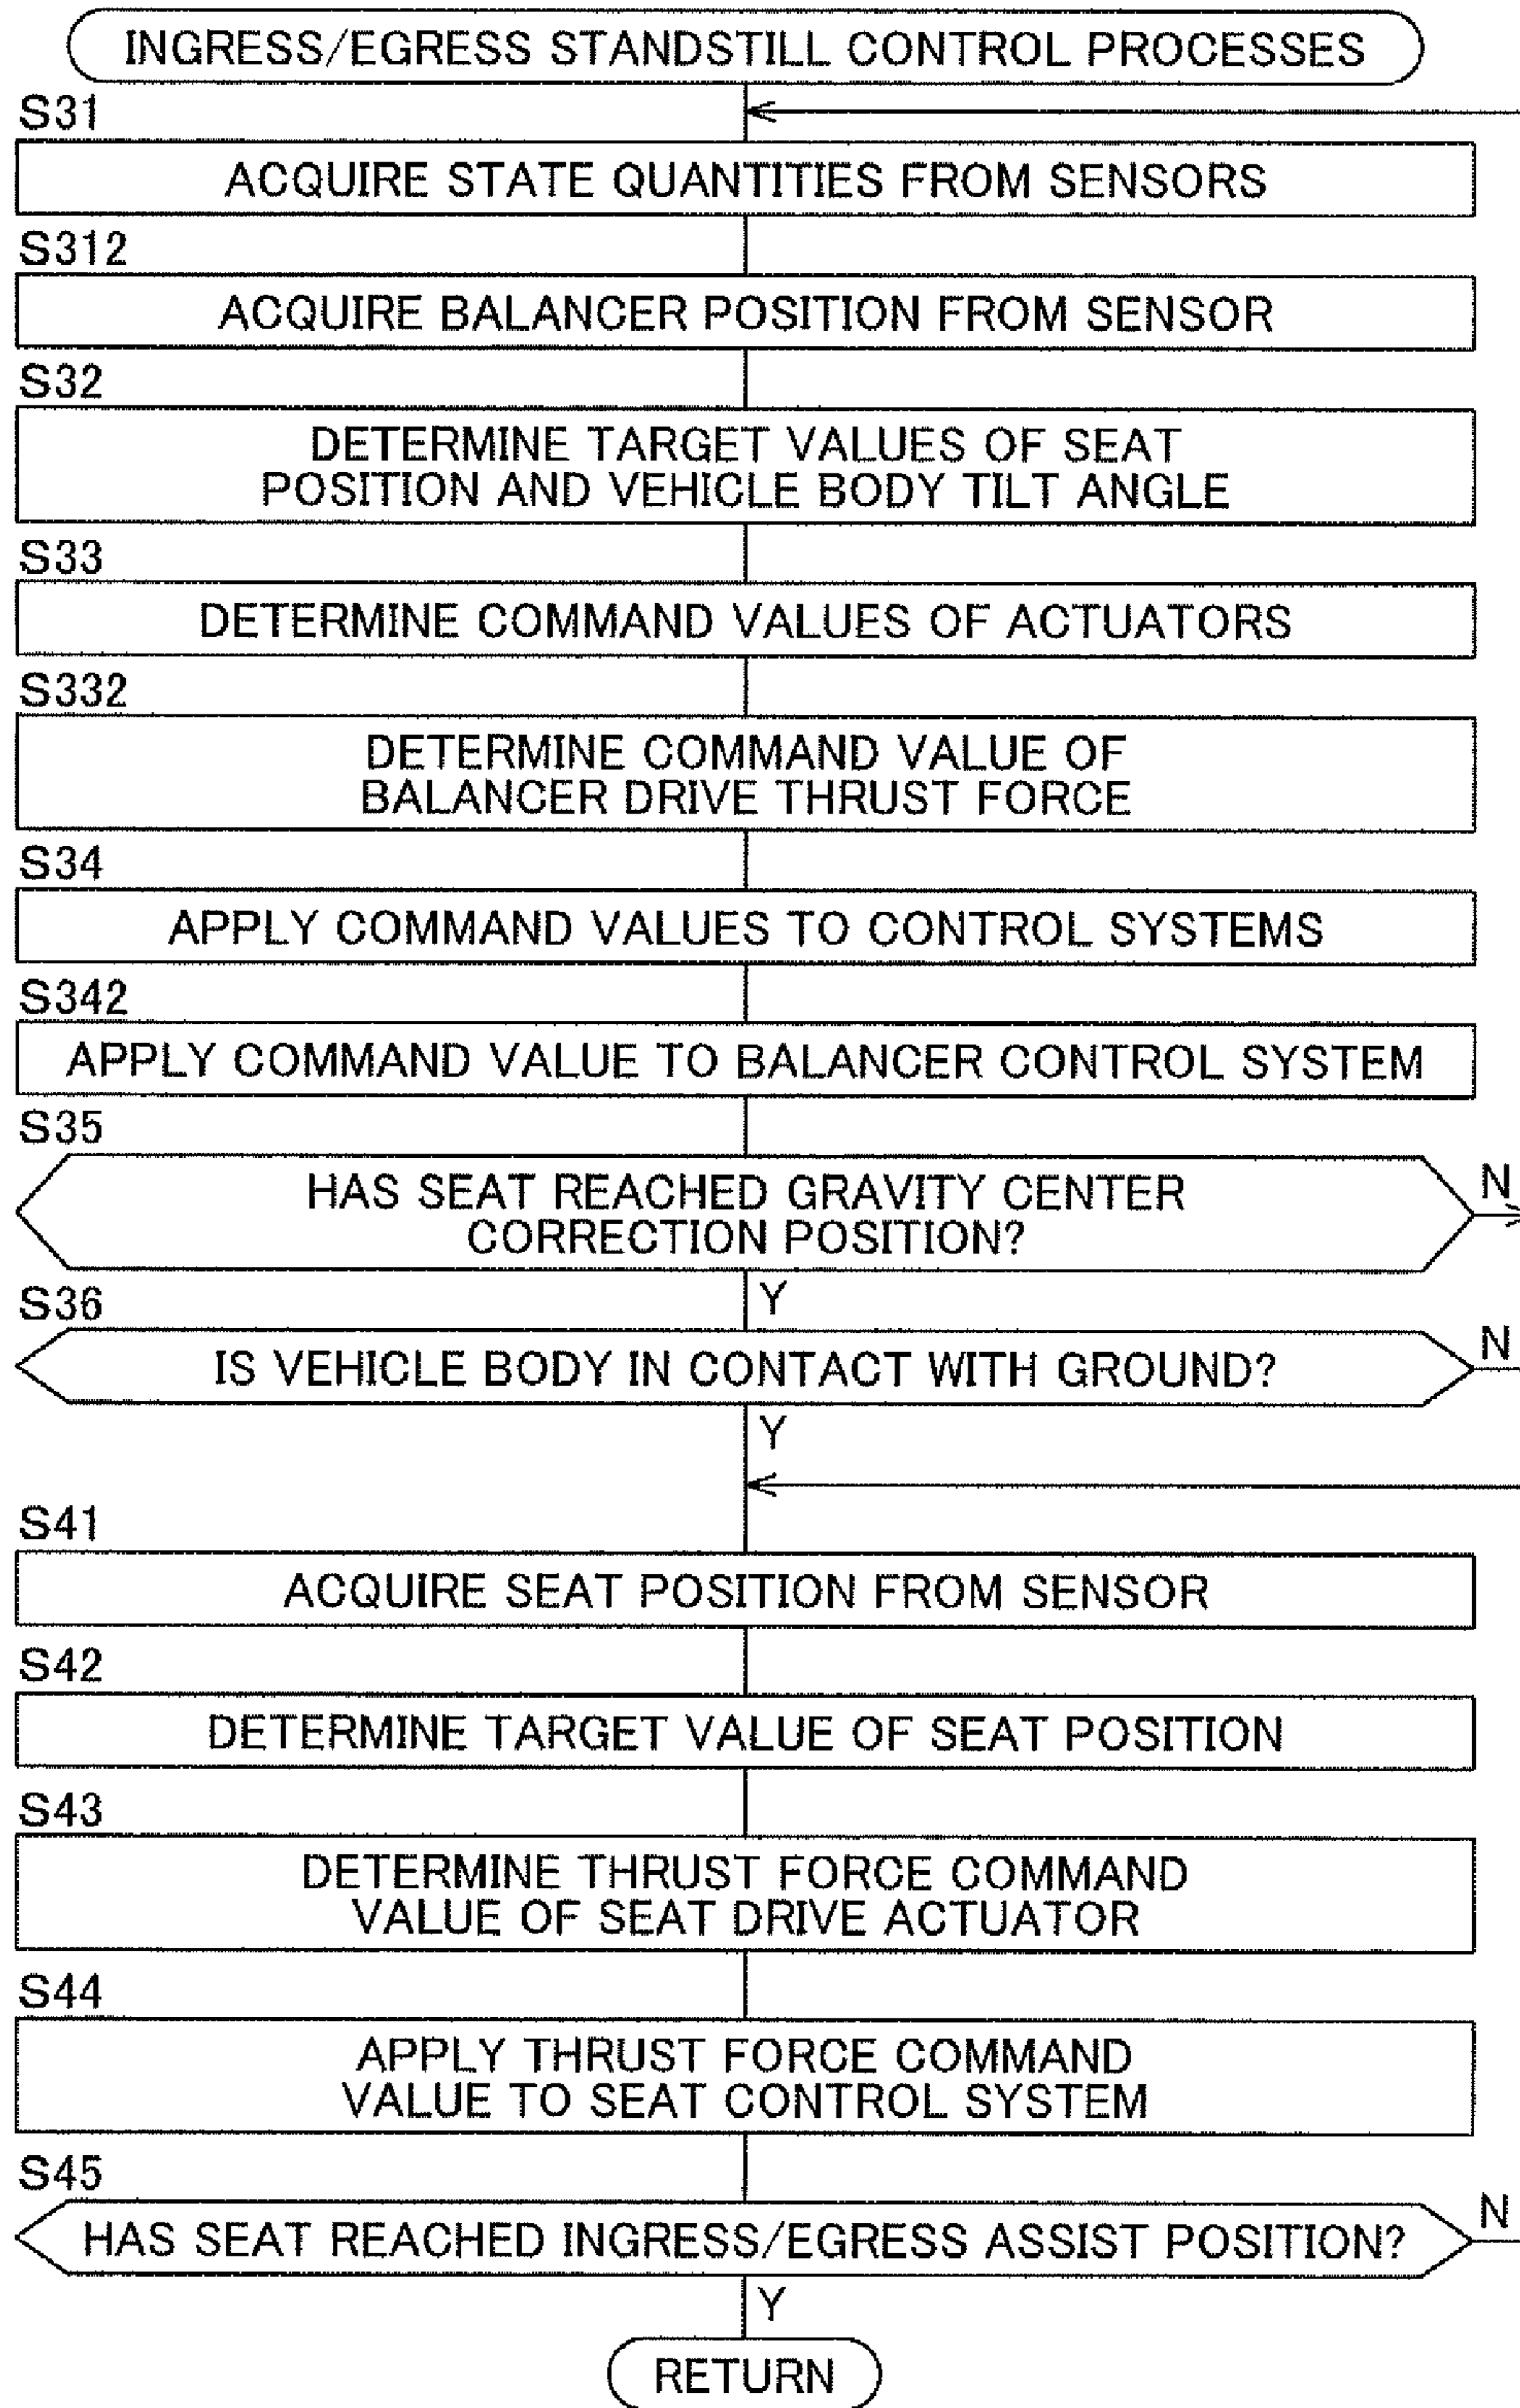 INGRESS/EGRESS STANDSTILL CONTROL PROCESSES
S31
ACQUIRE STATE QUANTITIES FROM SENSORS
S312
ACQUIRE BALANCER POSITION FROM SENSOR
S32
DETERMINE TARGET VALUES OF SEAT
POSITION AND VEHICLE BODY TILT ANGLE
S33
DETERMINE COMMAND VALUES OF ACTUATORS
S332
DETERMINE COMMAND VALUE OF
BALANCER DRIVE THRUST FORCE
S34
APPLY COMMAND VALUES TO CONTROL SYSTEMS
S342
APPLY COMMAND VALUE TO BALANCER CONTROL SYSTEM
S35
HAS SEAT REACHED GRAVITY CENTER
CORRECTION POSITION?
N
Y
S36
IS VEHICLE BODY IN CONTACT WITH GROUND?
N
Y
S41
ACQUIRE SEAT POSITION FROM SENSOR
S42
DETERMINE TARGET VALUE OF SEAT POSITION
S43
DETERMINE THRUST FORCE COMMAND
VALUE OF SEAT DRIVE ACTUATOR
S44
APPLY THRUST FORCE COMMAND
VALUE TO SEAT CONTROL SYSTEM
S45
HAS SEAT REACHED INGRESS/EGRESS ASSIST POSITION?
N
Y
RETURN